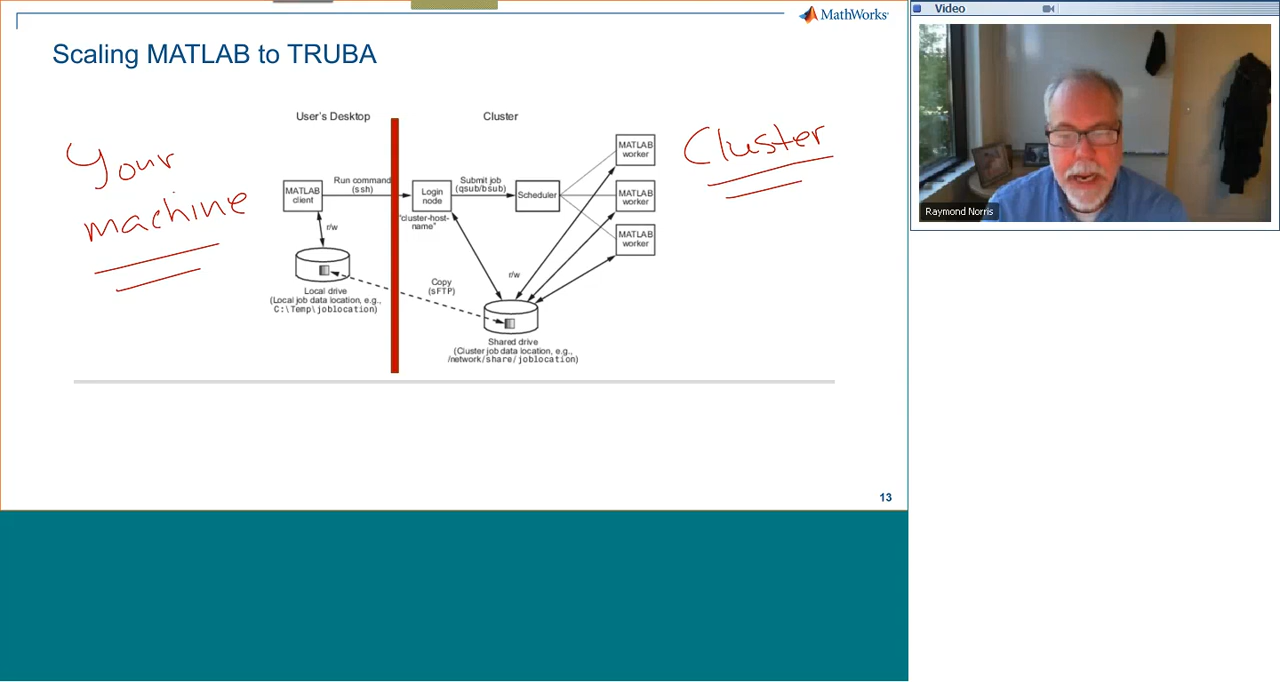 MathWorks
Scaling MATLAB to TRUBA
User's Desktop
Cluster
Your
machine
Cluster
MATLAB
client
Run command
(ssh)
Login
node
"cluster-host-
name"
Submit job
(qsub/bsub)
Scheduler
MATLAB
worker
MATLAB
worker
MATLAB
worker
r/w
r/w
Copy
(sFTP)
Local drive
(Local job data location, e.g.,
C:\Temp\joblocation)
Shared drive
(Cluster job data location, e.g.,
/network/share/joblocation)
13
Video
Raymond Norris